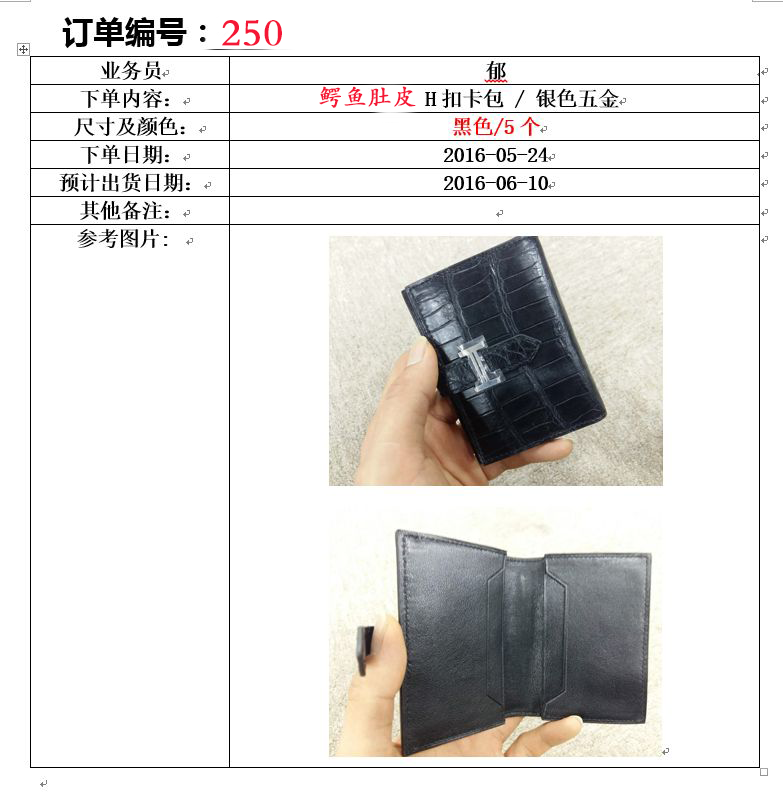 订单编号：250
业务员 郁
下单内容： 鳄鱼肚皮 H 扣卡包 / 银色五金
尺寸及颜色： 黑色/5 个
下单日期： 2016-05-24
预计出货日期： 2016-06-10
其他备注：
参考图片: